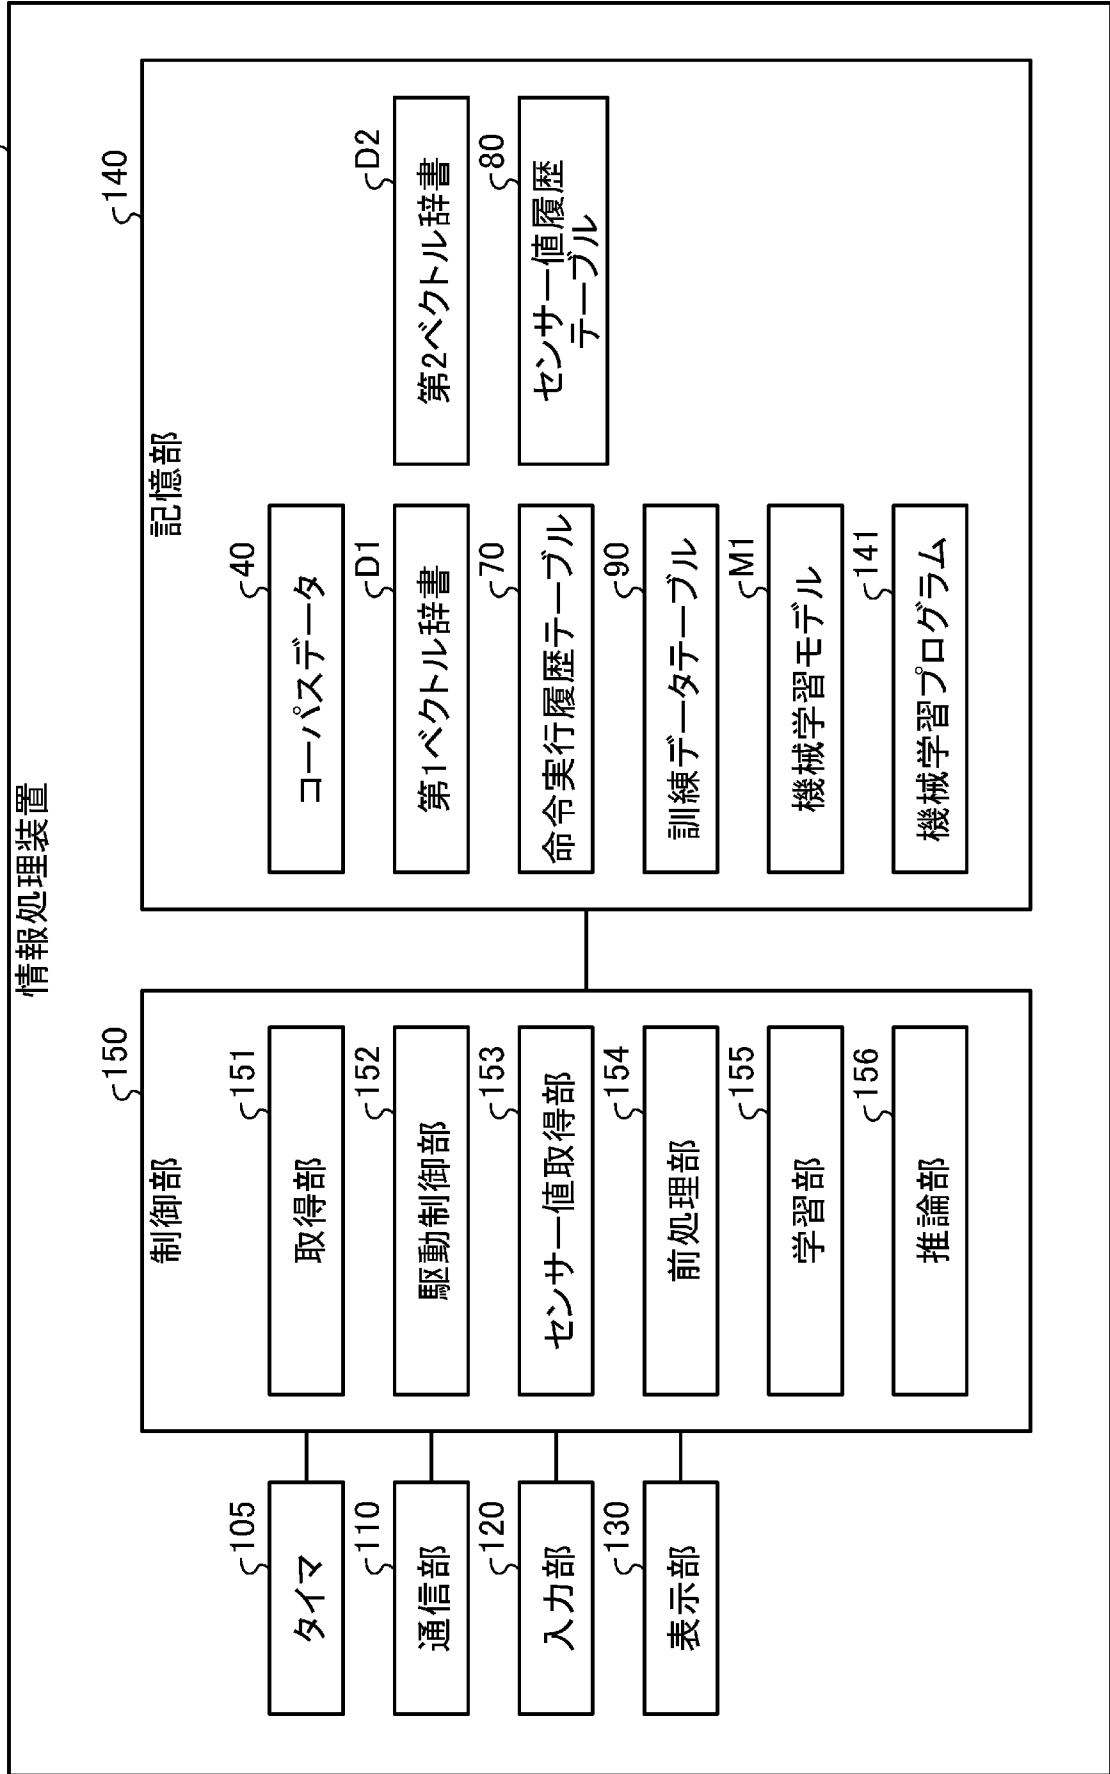 情報処理装置
105
タイマ
110
通信部
120
入力部
130
表示部
150
制御部
151
取得部
152
駆動制御部
153
センサー値取得部
154
前処理部
155
学習部
156
推論部
140
記憶部
40
コーパスデータ
D1
第1ベクトル辞書
D2
第2ベクトル辞書
70
命令実行履歴テーブル
80
センサー値履歴
テーブル
90
訓練データテーブル
M1
機械学習モデル
141
機械学習プログラム